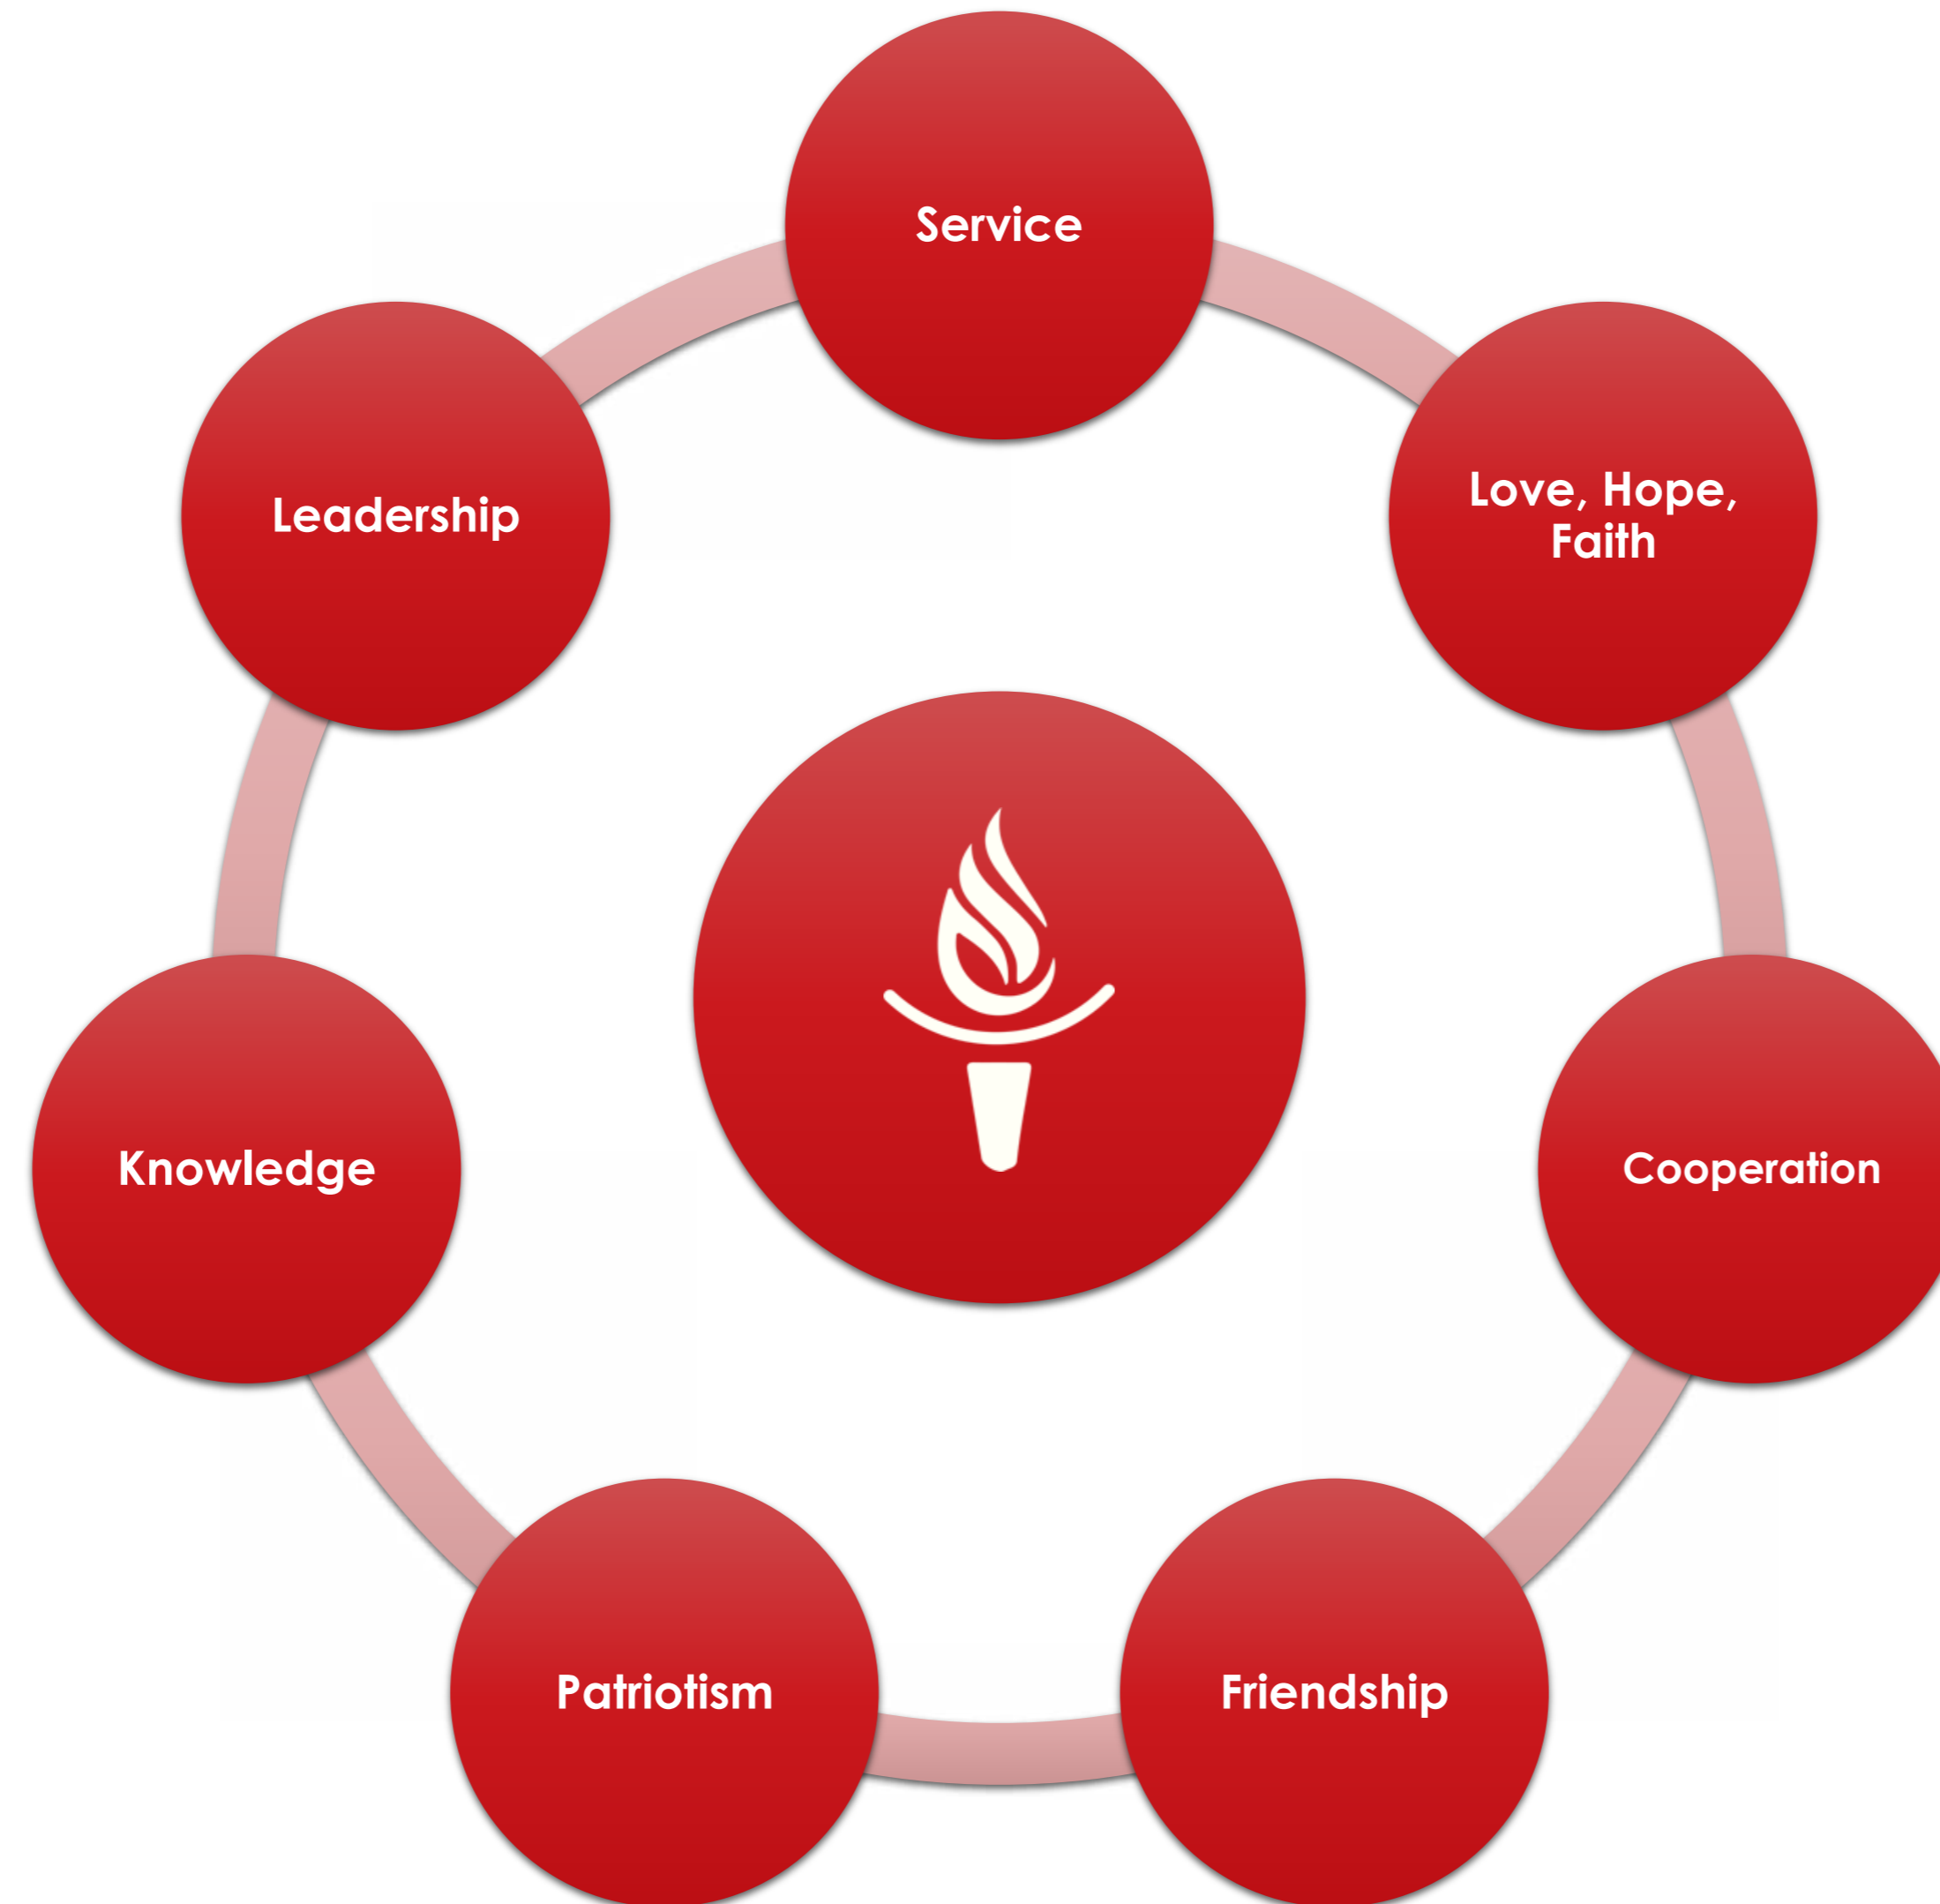 Service
Leadership
Love, Hope,
Faith
Knowledge
Cooperation
Patriotism
Friendship